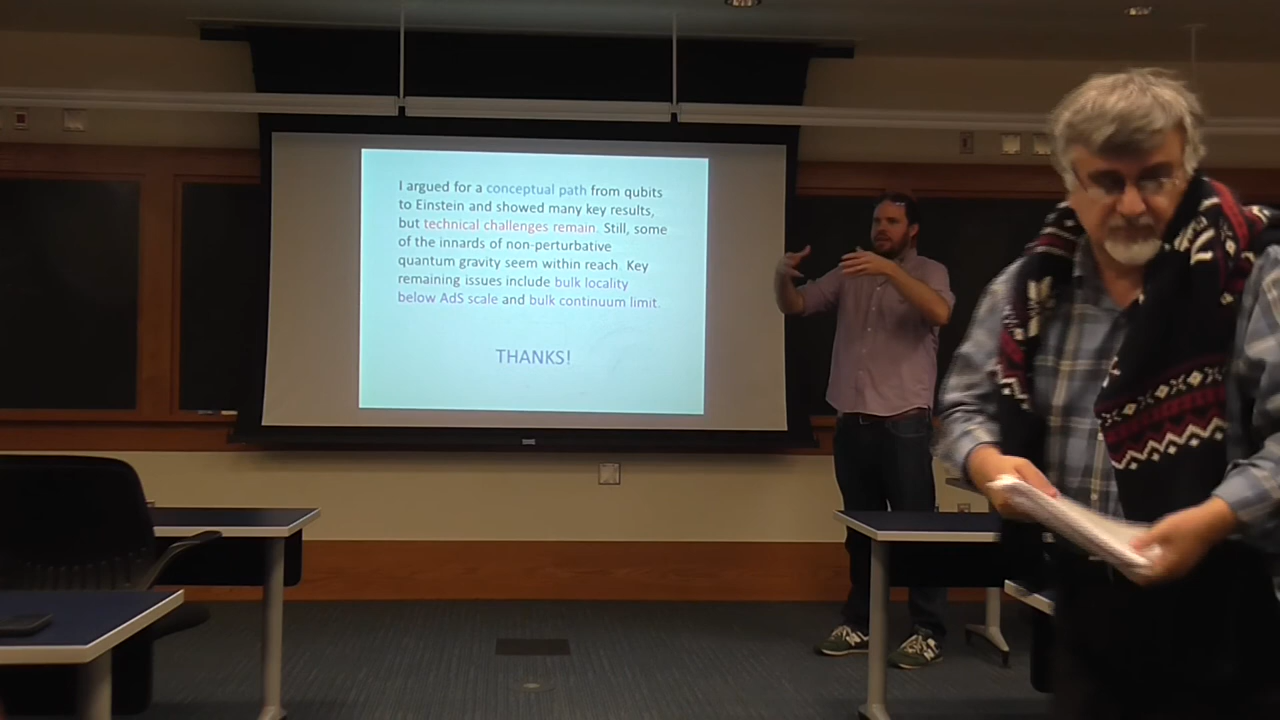 I argued for a conceptual path from qubits
to Einstein and showed many key results,
but technical challenges remain. Still, some
of the innards of non-perturbative
quantum gravity seem within reach. Key
remaining issues include bulk locality
below AdS scale and bulk continuum limit.
THANKS!